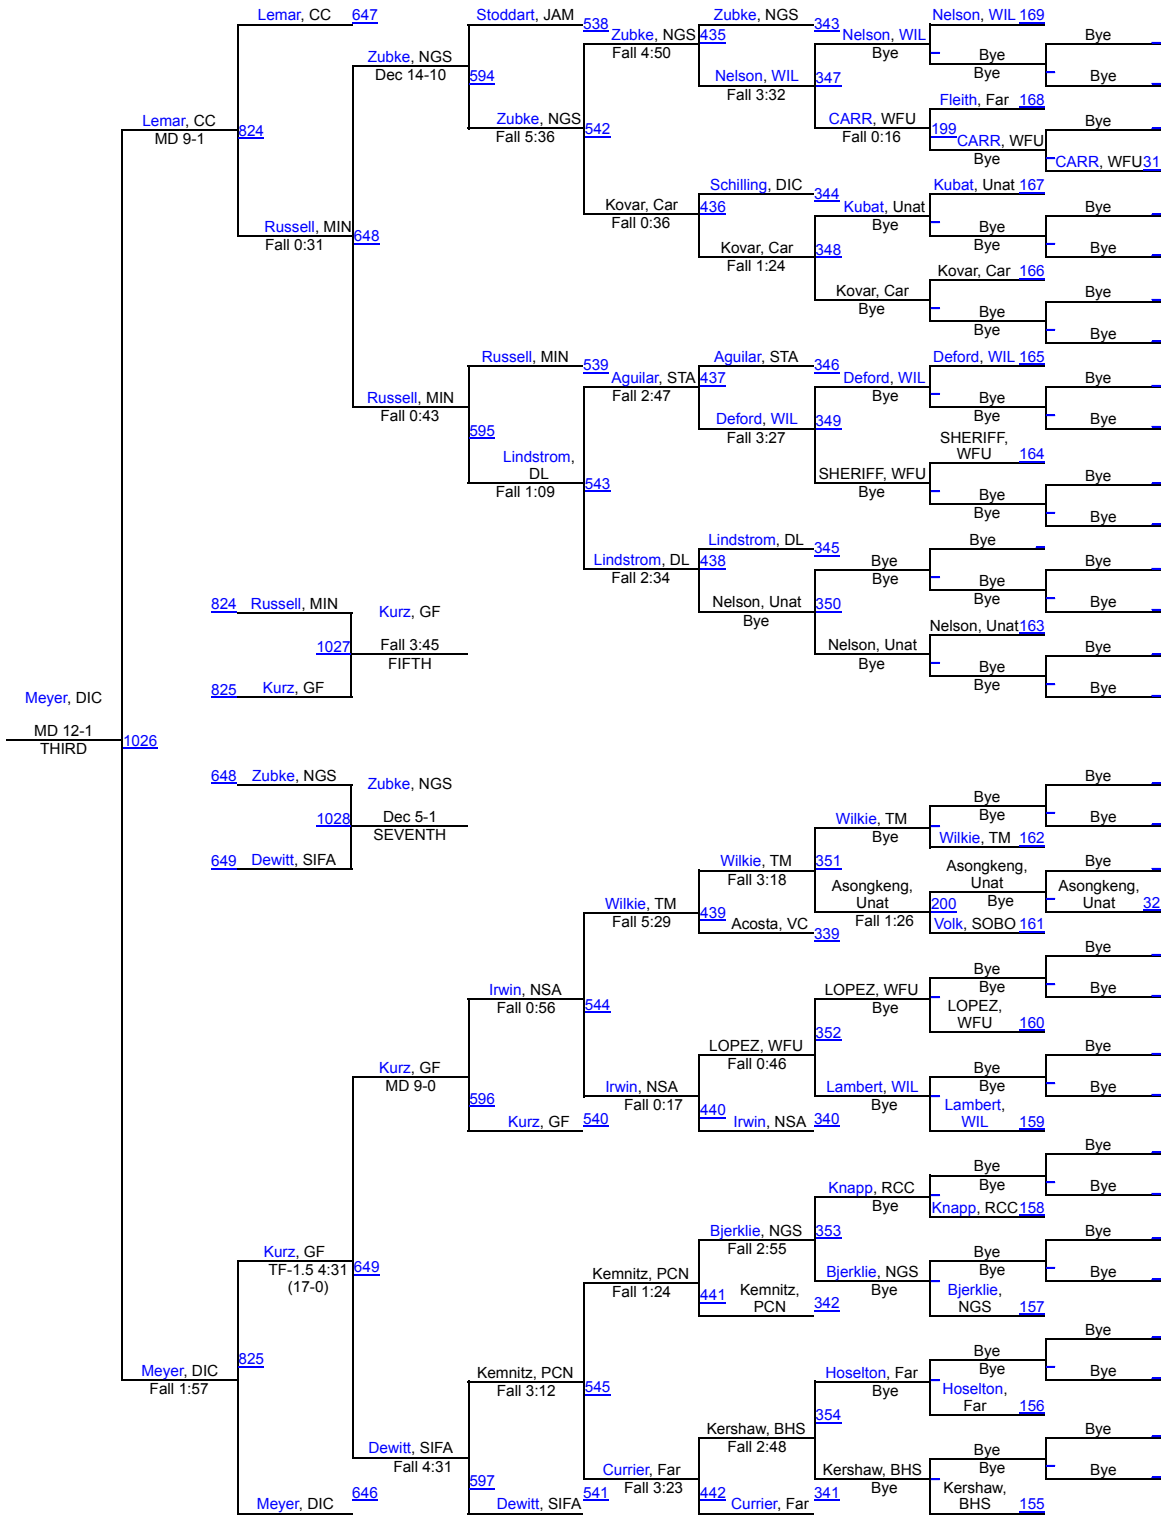 Lemar, CC 647 Stoddart, JAM 538 Zubke, NGS 343 Nelson, WIL 169
Zubke, NGS 435 Nelson, WIL Bye
Fall 4:50 Bye Bye
Zubke, NGS Bye Bye
Dec 14-10 594 Nelson, WIL 347
Fall 3:32 Fleith, Far 168
Lemar, CC 824 Zubke, NGS 542 CARR, WFU 199 Bye
MD 9-1 Fall 5:36 Fall 0:16 CARR, WFU
Bye CARR, WFU 31
Schilling, DIC 344 Kubat, Unat 167
Kovar, Car 436 Kubat, Unat Bye
Fall 0:36 Bye Bye
Russell, MIN 648 Bye Bye
Fall 0:31 Kovar, Car 348
Fall 1:24 Kovar, Car 166
Kovar, Car Bye
Bye Bye
Bye Bye
Russell, MIN 539 Aguilar, STA 346 Deford, WIL 165
Aguilar, STA 437 Deford, WIL Bye
Fall 2:47 Bye Bye
Russell, MIN Bye Bye
Fall 0:43 595 Deford, WIL 349
Fall 3:27 SHERIFF,
WFU 164
Lindstrom,
DL 543 SHERIFF, WFU Bye
Fall 1:09 Bye Bye
Bye Bye
Lindstrom, DL 345 Bye
Lindstrom, DL 438 Bye Bye
Fall 2:34 Bye Bye
Bye Bye
824 Russell, MIN Kurz, GF Nelson, Unat 350
Bye Nelson, Unat 163
1027 Fall 3:45 Nelson, Unat Bye
FIFTH Bye Bye
825 Kurz, GF Bye Bye
Meyer, DIC
MD 12-1 1026
THIRD
648 Zubke, NGS Zubke, NGS Bye
Bye
1028 Dec 5-1 Wilkie, TM Bye Bye
SEVENTH Bye Wilkie, TM 162
649 Dewitt, SIFA Wilkie, TM 351 Asongkeng, Bye
Fall 3:18 Asongkeng, Unat Asongkeng,
Wilkie, TM 439 Unat 200 Bye Unat 32
Fall 5:29 Acosta, VC 339 Fall 1:26 Volk, SOBO 161
Bye
Bye
Irwin, NSA 544 LOPEZ, WFU Bye Bye
Fall 0:56 Bye LOPEZ,
WFU 160
LOPEZ, WFU 352 Bye
Fall 0:46 Bye
Kurz, GF Irwin, NSA Lambert, WIL Bye Bye
MD 9-0 596 Fall 0:17 440 Bye Lambert,
Kurz, GF 540 Irwin, NSA 340 WIL 159
Bye
Bye
Knapp, RCC Bye Bye
Bye Knapp, RCC 158
Bjerklie, NGS 353 Bye
Fall 2:55 Bye
Kurz, GF 649 Kemnitz, PCN Bjerklie, NGS Bye Bye
TF-1.5 4:31 Fall 1:24 441 Kemnitz, Bye Bjerklie,
(17-0) PCN 342 NGS 157
Bye
Bye
Meyer, DIC 825 Kemnitz, PCN 545 Hoselton, Far Bye Bye
Fall 1:57 Fall 3:12 Bye Hoselton,
Far 156
Kershaw, BHS 354 Bye
Fall 2:48 Bye
Dewitt, SIFA Currier, Far Kershaw, BHS Bye Bye
Fall 4:31 597 Fall 3:23 442 Bye Kershaw,
Meyer, DIC 646 Dewitt, SIFA 541 Currier, Far 341 BHS 155